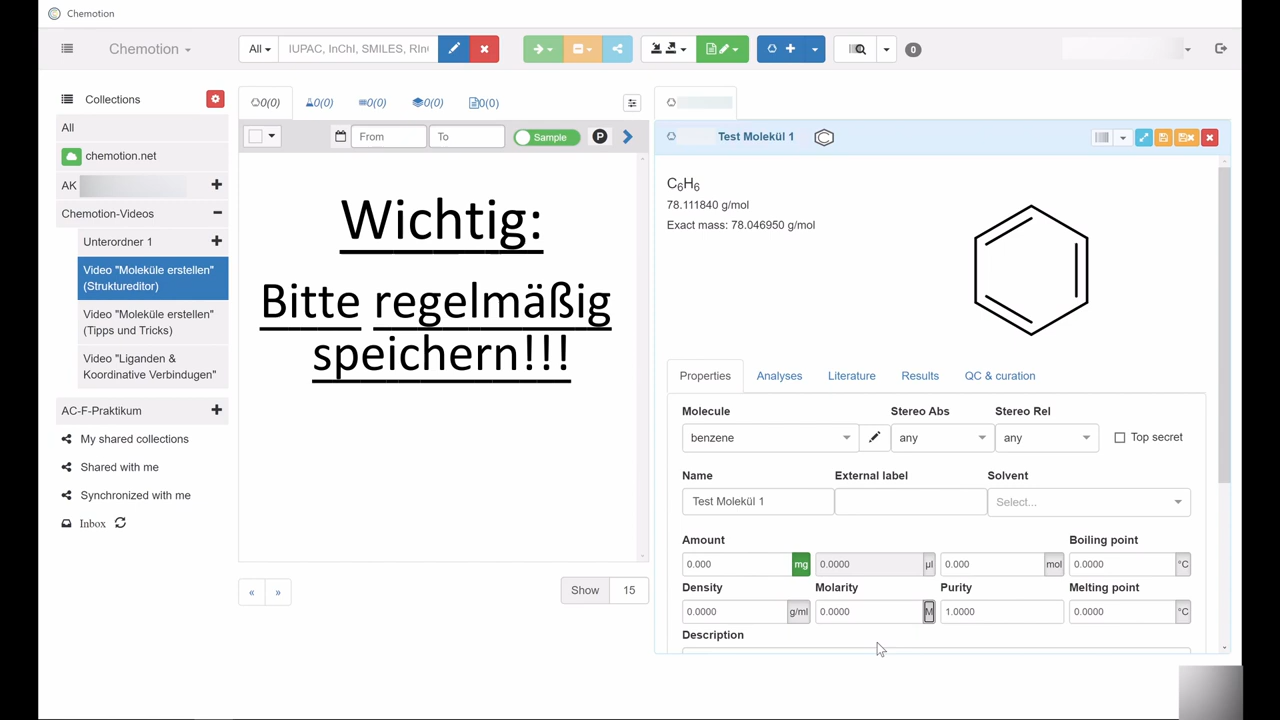 Chemotion
Chemotion
All
IUPAC, InChI, SMILES, RIn
0
Collections
All
chemotion.net
AK
Chemotion-Videos
Unterordner 1
Video "Moleküle erstellen"
(Struktureditor)
Video "Moleküle erstellen"
(Tipps und Tricks)
Video "Liganden &
Koordinative Verbindugen"
AC-F-Praktikum
My shared collections
Shared with me
Synchronized with me
Inbox
0(0) 0(0) 0(0) 0(0) 0(0)
From To Sample P
Wichtig:
Bitte regelmäßig
speichern!!!
« » Show 15
Test Molekül 1
C₆H₆
78.111840 g/mol
Exact mass: 78.046950 g/mol
Properties Analyses Literature Results QC & curation
Molecule Stereo Abs Stereo Rel
benzene any any Top secret
Name External label Solvent
Test Molekül 1 Select...
Amount Boiling point
0.000 mg 0.0000 µl 0.000 mol 0.0000 °C
Density Molarity Purity Melting point
0.0000 g/ml 0.0000 M 1.0000 0.0000 °C
Description